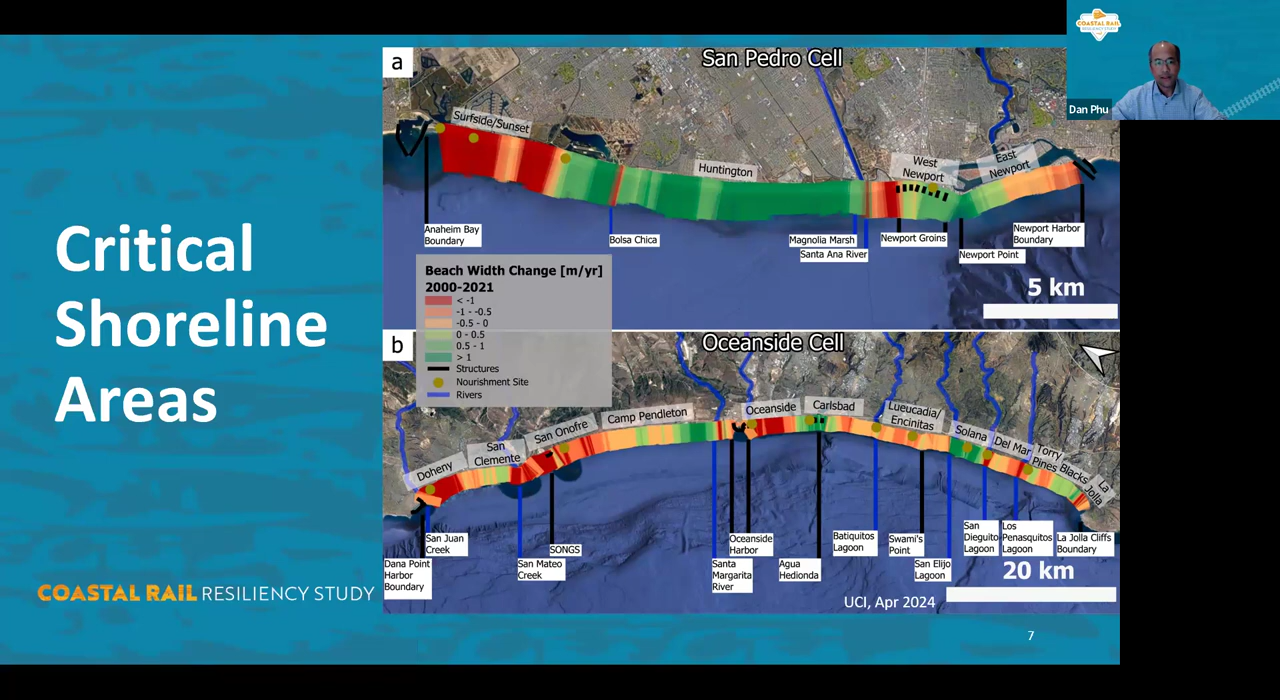 COASTAL RAIL
Dan Phu
Critical
Shoreline
Areas
COASTAL RAIL RESILIENCY STUDY
a
San Pedro Cell
Surfside/Sunset
Huntington
West
Newport
East
Newport
Anaheim Bay
Boundary
Bolsa Chica
Magnolia Marsh
Santa Ana River
Newport Groins
Newport Point
Newport Harbor
Boundary
5 km
Beach Width Change [m/yr]
2000-2021
< -1
-1 - -0.5
-0.5 - 0
0 - 0.5
0.5 - 1
> 1
Structures
Nourishment Site
Rivers
b
Oceanside Cell
Doheny
San
Clemente
San Onofre
Camp Pendleton
Oceanside
Carlsbad
Lueucadia/
Encinitas
Solana
Del Mar
Torry
Pines
Blacks
La
Jolla
San Juan
Creek
Dana Point
Harbor
Boundary
San Mateo
Creek
SONGS
Santa
Margarita
River
Oceanside
Harbor
Agua
Hedionda
Batiquitos
Lagoon
Swami's
Point
San Elijo
Lagoon
San
Dieguito
Lagoon
Los
Penasquitos
Lagoon
La Jolla Cliffs
Boundary
20 km
UCI, Apr 2024
7